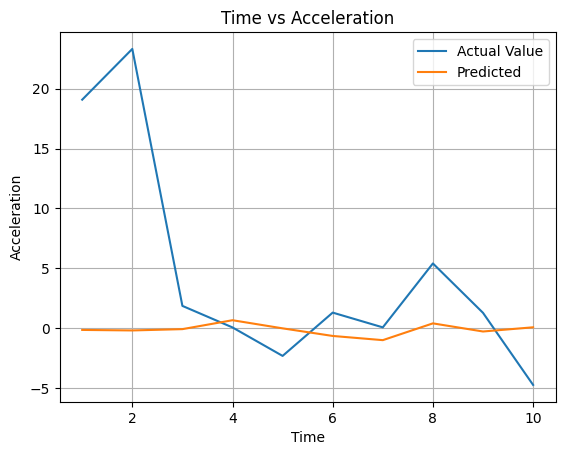 Time vs Acceleration
Actual Value
Predicted
20
15
10
5
0
−5
Acceleration
2
4
6
8
10
Time